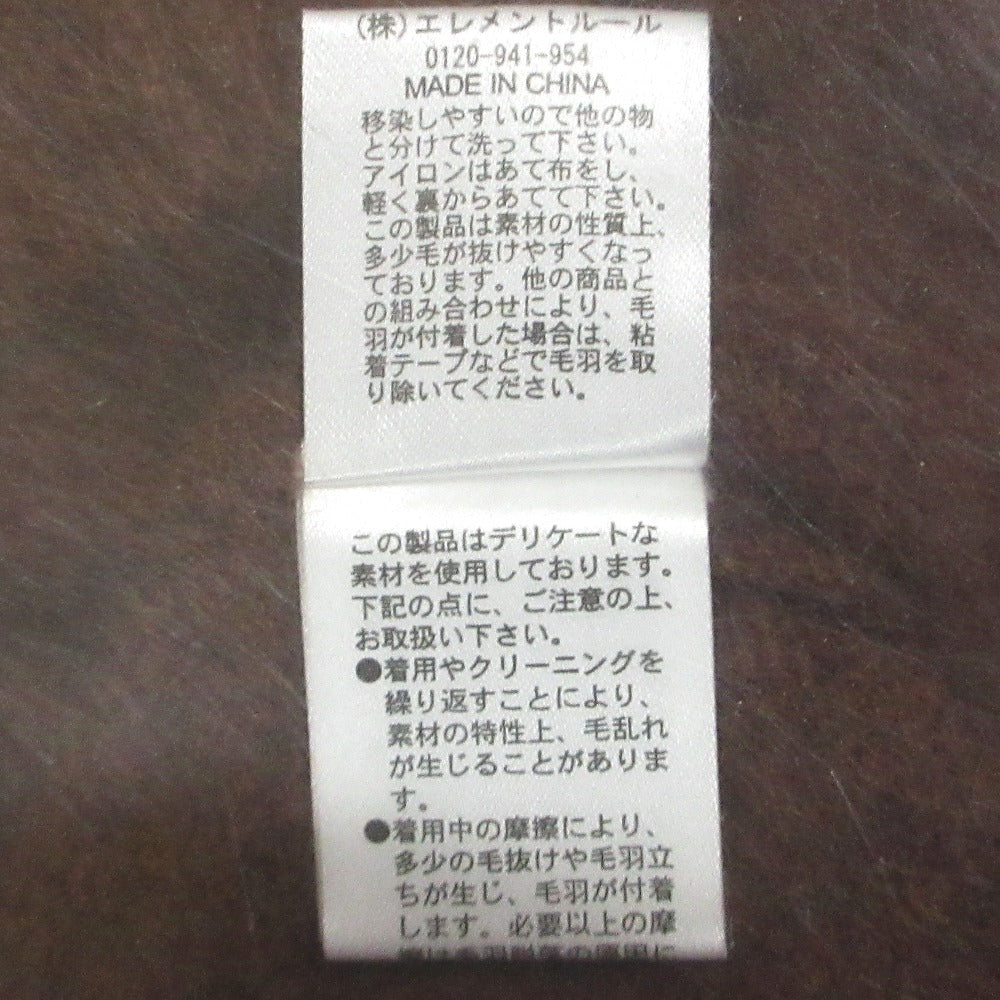 (株)エレメントルール
0120-941-954
MADE IN CHINA
移染しやすいので他の物
と分けて洗って下さい。
アイロンはあて布をし、
軽く裏からあてて下さい。
この製品は素材の性質上、
多少毛が抜けやすくなっ
ております。他の商品と
の組み合わせにより、毛
羽が付着した場合は、粘
着テープなどで毛羽を取
り除いてください。
この製品はデリケートな
素材を使用しております。
下記の点に、ご注意の上、
お取扱い下さい。
●着用やクリーニングを
繰り返すことにより、
素材の特性上、毛乱れ
が生じることがありま
す。
●着用中の摩擦により、
多少の毛抜けや毛羽立
ちが生じ、毛羽が付着
します。必要以上の摩